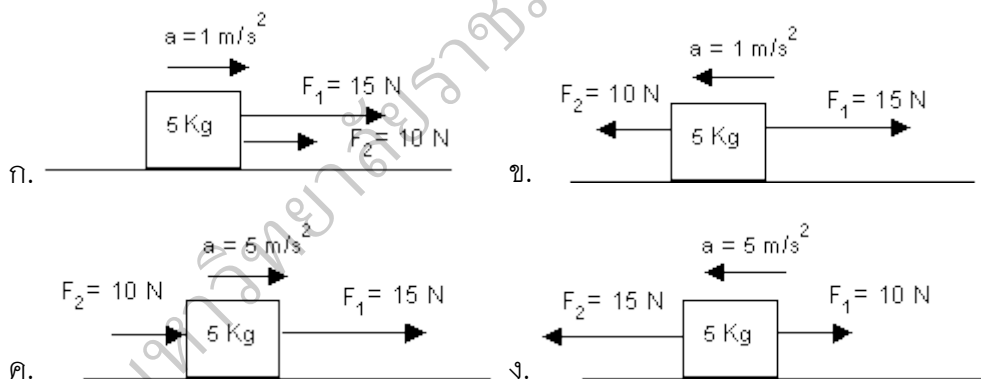 a = 1 m/s²
F₁= 15 N
5 Kg
F₂= 10 N
ก.
a = 1 m/s²
F₂= 10 N
F₁= 15 N
5 Kg
ข.
a = 5 m/s²
F₂= 10 N
F₁= 15 N
5 Kg
ค.
a = 5 m/s²
F₂= 15 N
F₁= 10 N
5 Kg
ง.